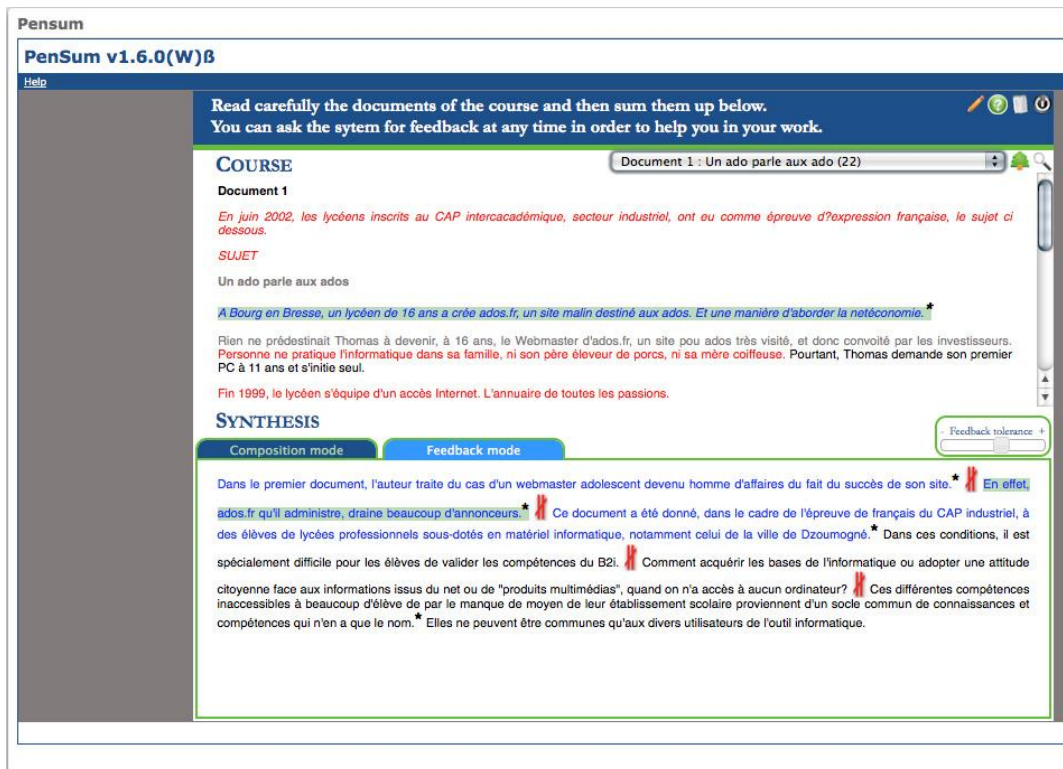 Pensum
PenSum v1.6.0(W)ß
Help
Read carefully the documents of the course and then sum them up below.
You can ask the sytem for feedback at any time in order to help you in your work.
COURSE
Document 1 : Un ado parle aux ado (22)
Document 1
En juin 2002, les lycéens inscrits au CAP intercacadémique, secteur industriel, ont eu comme épreuve d?expression française, le sujet ci
dessous.
SUJET
Un ado parle aux ados
A Bourg en Bresse, un lycéen de 16 ans a crée ados.fr, un site malin destiné aux ados. Et une manière d'aborder la netéconomie.*
Rien ne prédestinait Thomas à devenir, à 16 ans, le Webmaster d'ados.fr, un site pou ados très visité, et donc convoité par les investisseurs.
Personne ne pratique l'informatique dans sa famille, ni son père éleveur de porcs, ni sa mère coiffeuse. Pourtant, Thomas demande son premier
PC à 11 ans et s'initie seul.
Fin 1999, le lycéen s'équipe d'un accès Internet. L'annuaire de toutes les passions.
SYNTHESIS
- Feedback tolerance +
Composition mode
Feedback mode
Dans le premier document, l'auteur traite du cas d'un webmaster adolescent devenu homme d'affaires du fait du succès de son site.* En effet,
ados.fr qu'il administre, draine beaucoup d'annonceurs.* Ce document a été donné, dans le cadre de l'épreuve de français du CAP industriel, à
des élèves de lycées professionnels sous-dotés en matériel informatique, notamment celui de la ville de Dzoumogné.* Dans ces conditions, il est
spécialement difficile pour les élèves de valider les compétences du B2i. Comment acquérir les bases de l'informatique ou adopter une attitude
citoyenne face aux informations issus du net ou de "produits multimédias", quand on n'a accès à aucun ordinateur? Ces différentes compétences
inaccessibles à beaucoup d'élève de par le manque de moyen de leur établissement scolaire proviennent d'un socle commun de connaissances et
compétences qui n'en a que le nom.* Elles ne peuvent être communes qu'aux divers utilisateurs de l'outil informatique.